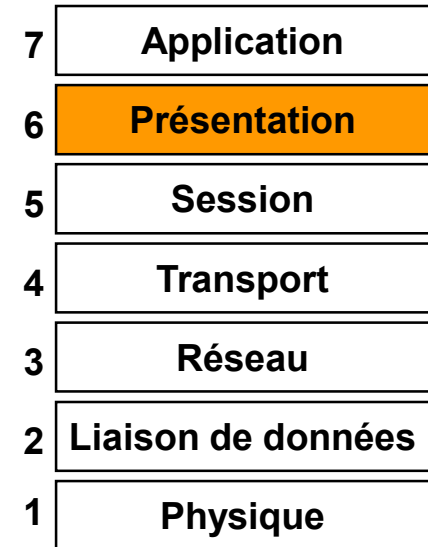 7 Application
6 Présentation
5 Session
4 Transport
3 Réseau
2 Liaison de données
1 Physique